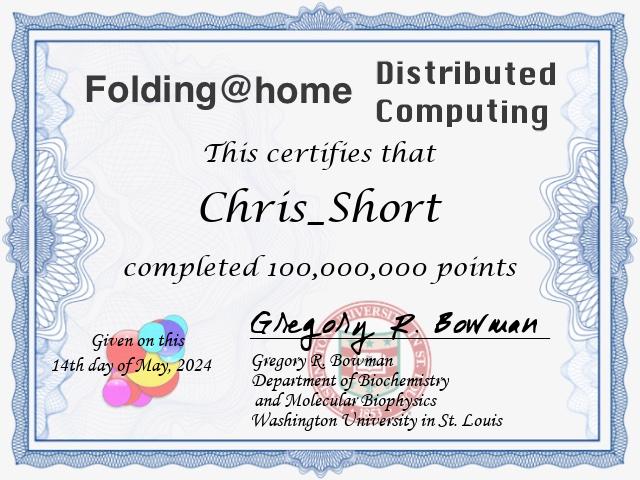 Folding@home
Distributed
Computing
This certifies that
Chris_Short
completed 100,000,000 points
Given on this
14th day of May, 2024
Gregory R. Bowman
Gregory R. Bowman
Department of Biochemistry
and Molecular Biophysics
Washington University in St. Louis